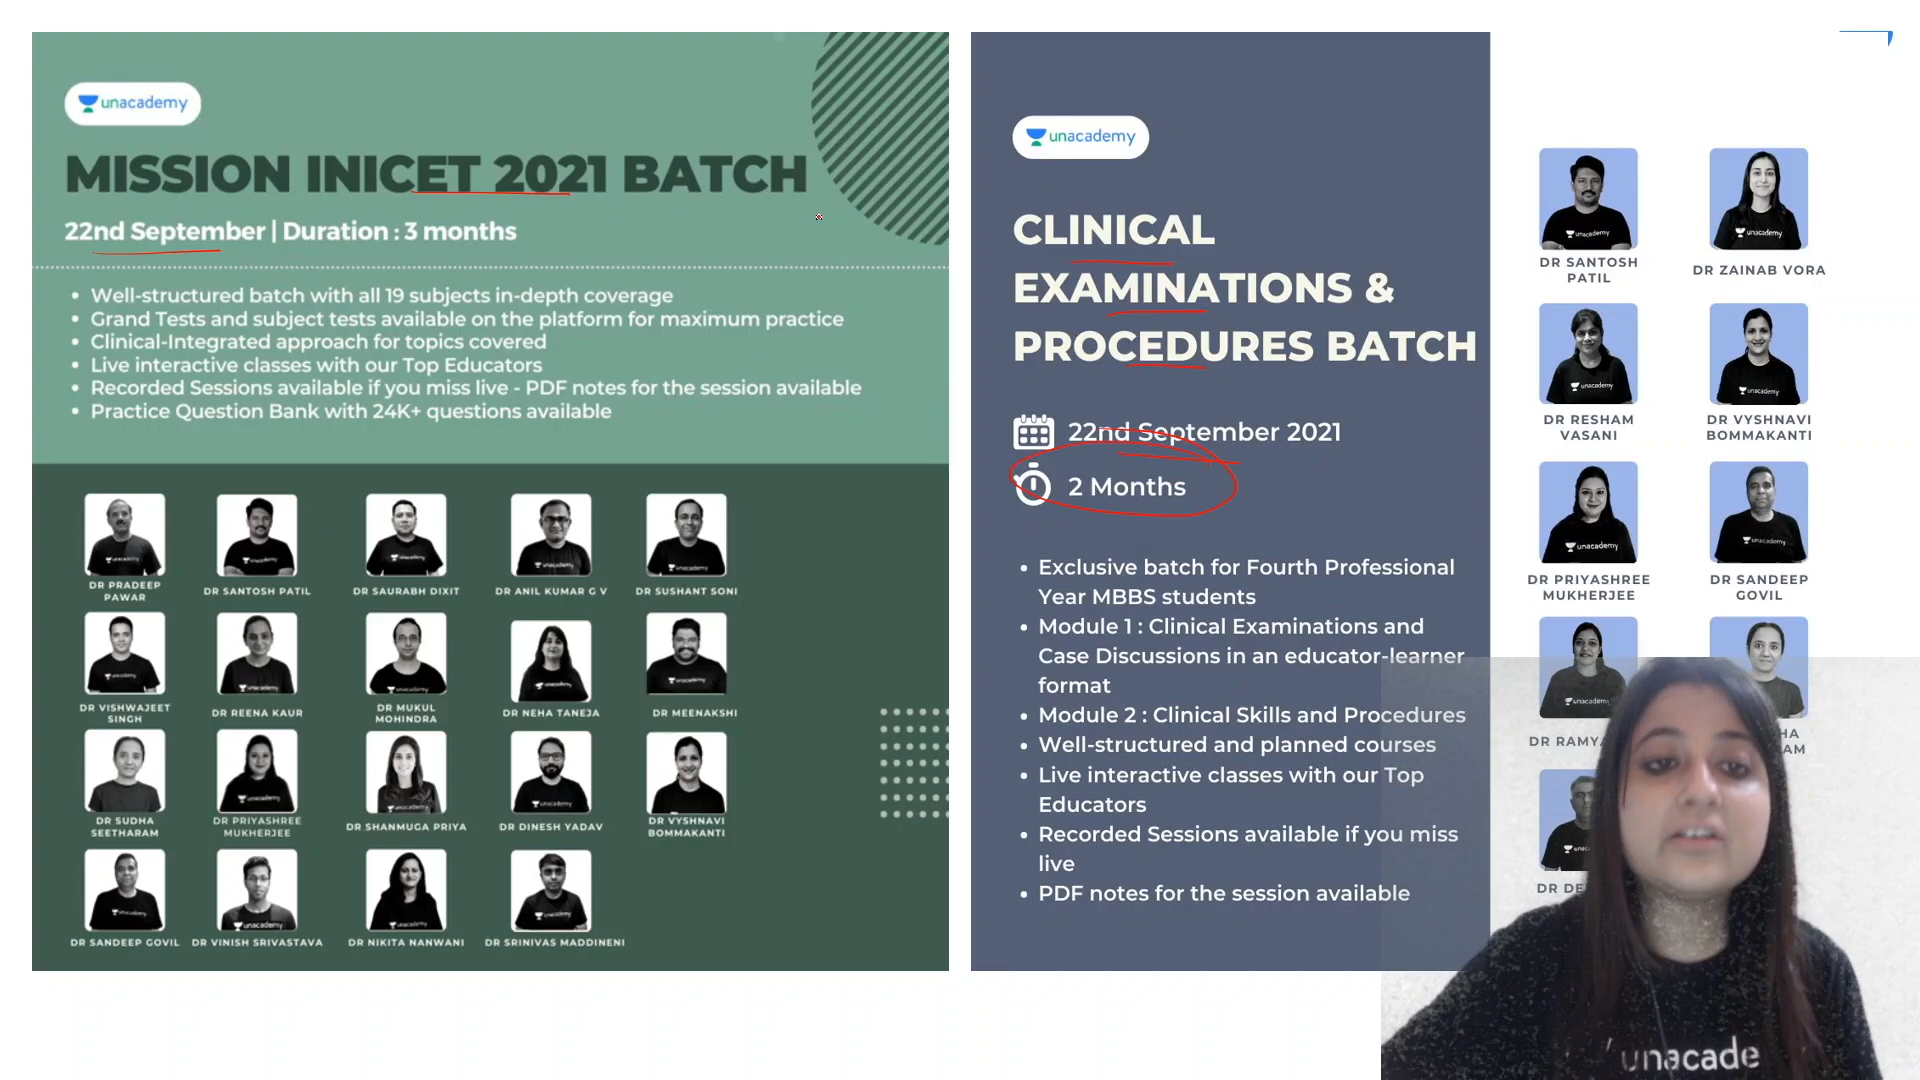 unacademy
MISSION INICET 2021 BATCH
22nd September | Duration : 3 months
• Well-structured batch with all 19 subjects in-depth coverage
• Grand Tests and subject tests available on the platform for maximum practice
• Clinical-Integrated approach for topics covered
• Live interactive classes with our Top Educators
• Recorded Sessions available if you miss live - PDF notes for the session available
• Practice Question Bank with 24K+ questions available
DR PRADEEP
PAWAR
DR SANTOSH PATIL
DR SAURABH DIXIT
DR ANIL KUMAR G V
DR SUSHANT SONI
DR VISHWAJEET
SINGH
DR REENA KAUR
DR MUKUL
MOHINDRA
DR NEHA TANEJA
DR MEENAKSHI
DR SUDHA
SEETHARAM
DR PRIYASHREE
MUKHERJEE
DR SHANMUGA PRIYA
DR DINESH YADAV
DR VYSHNAVI
BOMMAKANTI
DR SANDEEP GOVIL
DR VINISH SRIVASTAVA
DR NIKITA NANWANI
DR SRINIVAS MADDINENI
unacademy
CLINICAL
EXAMINATIONS &
PROCEDURES BATCH
22nd September 2021
2 Months
• Exclusive batch for Fourth Professional
Year MBBS students
• Module 1 : Clinical Examinations and
Case Discussions in an educator-learner
format
• Module 2 : Clinical Skills and Procedures
• Well-structured and planned courses
• Live interactive classes with our Top
Educators
• Recorded Sessions available if you miss
live
• PDF notes for the session available
DR SANTOSH
PATIL
DR ZAINAB VORA
DR RESHAM
VASANI
DR VYSHNAVI
BOMMAKANTI
DR PRIYASHREE
MUKHERJEE
DR SANDEEP
GOVIL
DR RAMYA
HA
AM
DR DE
unacade